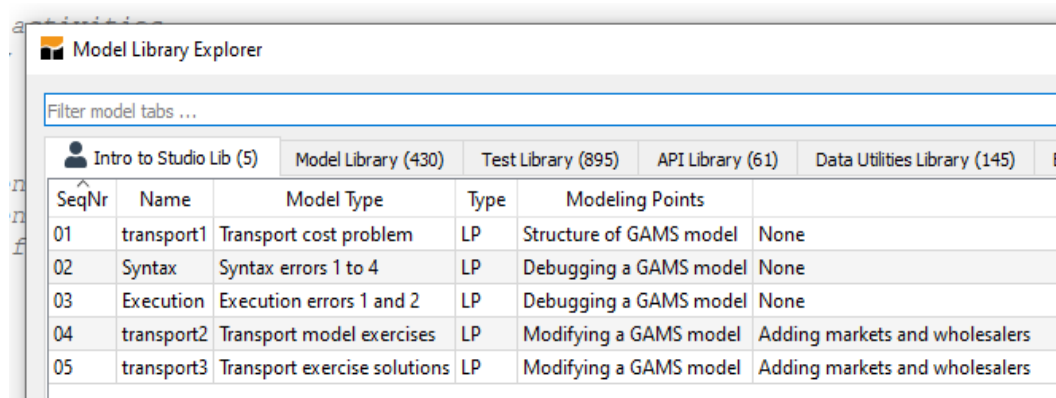 activities
Model Library Explorer
Filter model tabs ...
Intro to Studio Lib (5) Model Library (430) Test Library (895) API Library (61) Data Utilities Library (145)
SeqNr Name Model Type Type Modeling Points
01 transport1 Transport cost problem LP Structure of GAMS model None
02 Syntax Syntax errors 1 to 4 LP Debugging a GAMS model None
03 Execution Execution errors 1 and 2 LP Debugging a GAMS model None
04 transport2 Transport model exercises LP Modifying a GAMS model Adding markets and wholesalers
05 transport3 Transport exercise solutions LP Modifying a GAMS model Adding markets and wholesalers